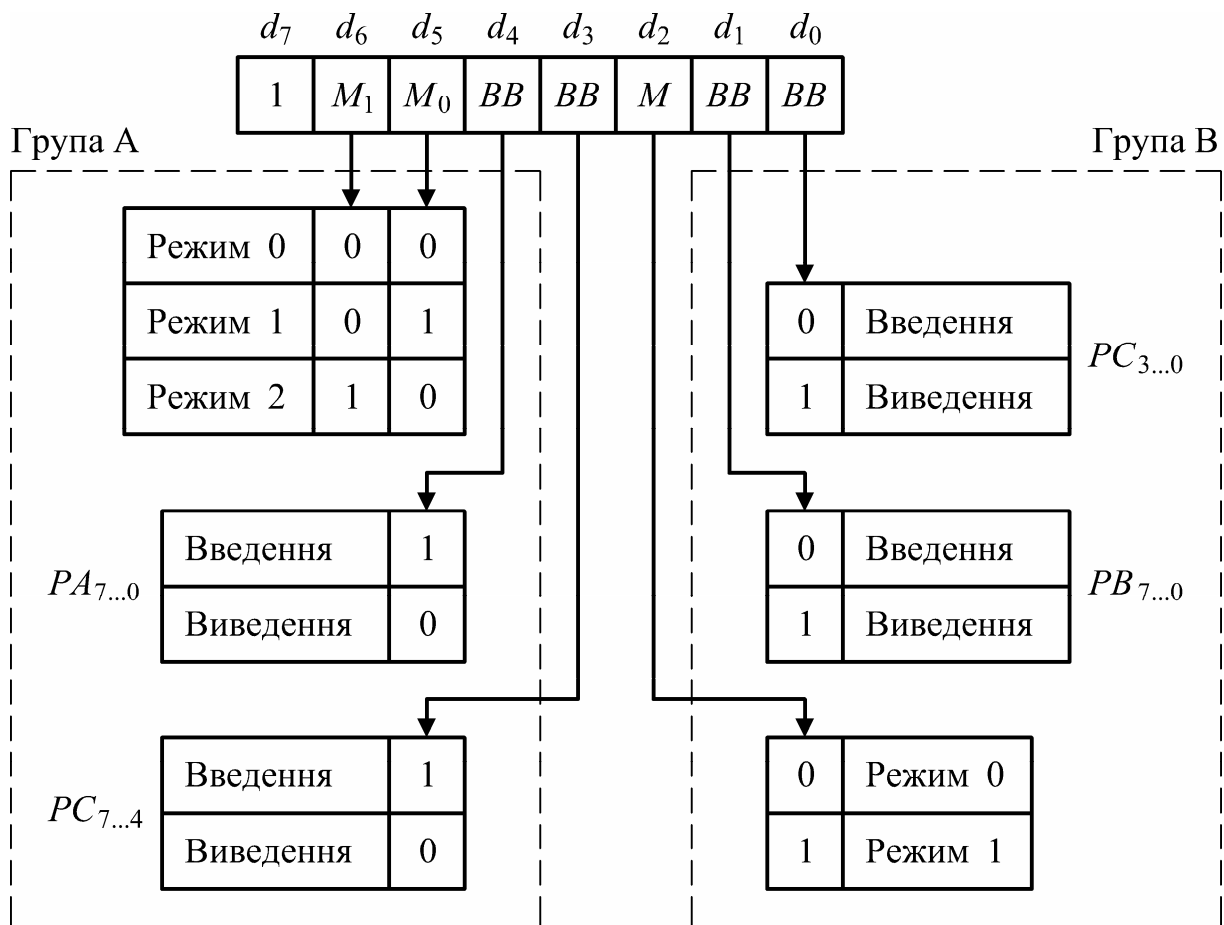 d7 d6 d5 d4 d3 d2 d1 d0
1 M1 M0 BB BB M BB BB
Група А
Група В
Режим 0 0 0
Режим 1 0 1
Режим 2 1 0
0 Введення
1 Виведення
PC3...0
Введення 1
Виведення 0
PA7...0
0 Введення
1 Виведення
PB7...0
Введення 1
Виведення 0
PC7...4
0 Режим 0
1 Режим 1